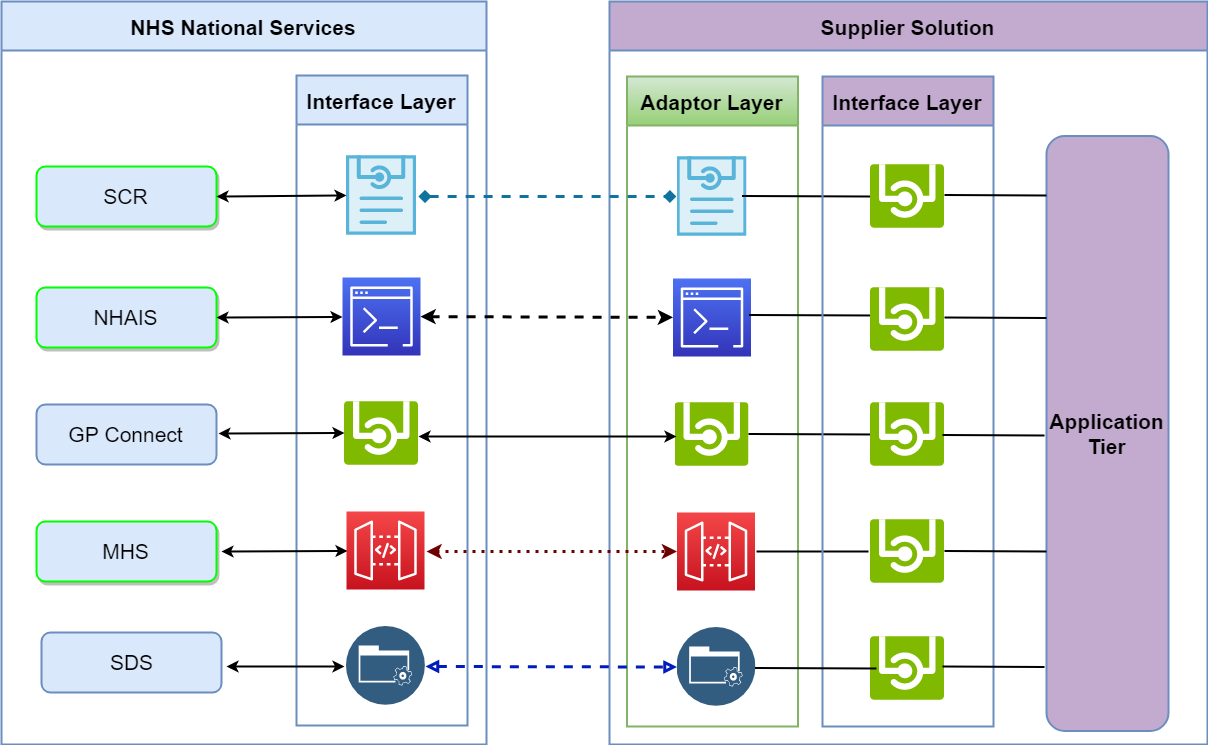 NHS National Services
Supplier Solution
Interface Layer
Adaptor Layer
Interface Layer
SCR
NHAIS
GP Connect
MHS
SDS
Application
Tier